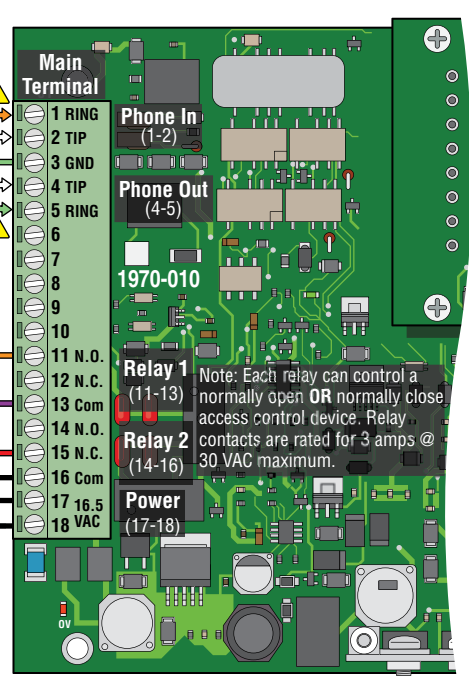 Main
Terminal
1 RING
2 TIP
3 GND
4 TIP
5 RING
6
7
8
9
10
11 N.O.
12 N.C.
13 Com
14 N.O.
15 N.C.
16 Com
17 16.5
18 VAC
Phone In
(1-2)
Phone Out
(4-5)
1970-010
Relay 1
(11-13)
Relay 2
(14-16)
Power
(17-18)
Note: Each relay can control a
normally open OR normally close
access control device. Relay
contacts are rated for 3 amps @
30 VAC maximum.
0V